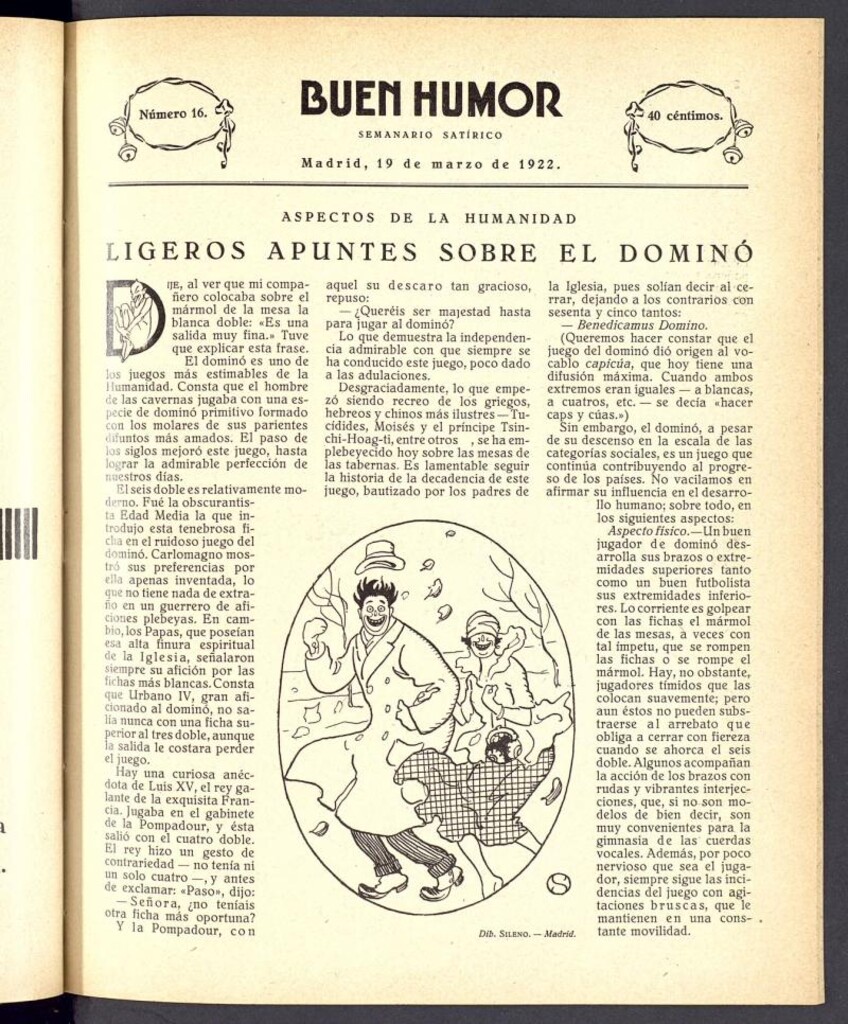 Número 16.
BUEN HUMOR
SEMANARIO SATÍRICO
Madrid, 19 de marzo de 1922.
40 céntimos.
ASPECTOS DE LA HUMANIDAD
LIGEROS APUNTES SOBRE EL DOMINÓ
DIJE, al ver que mi compa-
ñero colocaba sobre el
mármol de la mesa la
blanca doble: «Es una
salida muy fina.» Tuve
que explicar esta frase.
El dominó es uno de
los juegos más estimables de la
Humanidad. Consta que el hombre
de las cavernas jugaba con una es-
pecie de dominó primitivo formado
con los molares de sus parientes
difuntos más amados. El paso de
los siglos mejoró este juego, hasta
lograr la admirable perfección de
nuestros días.
El seis doble es relativamente mo-
derno. Fué la obscurantis-
ta Edad Media la que in-
trodujo esta tenebrosa fi-
cha en el ruidoso juego del
dominó. Carlomagno mos-
tró sus preferencias por
ella apenas inventada, lo
que no tiene nada de extra-
ño en un guerrero de afi-
ciones plebeyas. En cam-
bio, los Papas, que poseían
esa alta finura espiritual
de la Iglesia, señalaron
siempre su afición por las
fichas más blancas. Consta
que Urbano IV, gran afi-
cionado al dominó, no sa-
lía nunca con una ficha su-
perior al tres doble, aunque
la salida le costara perder
el juego.
Hay una curiosa anéc-
dota de Luis XV, el rey ga-
lante de la exquisita Fran-
cia. Jugaba en el gabinete
de la Pompadour, y ésta
salió con el cuatro doble.
El rey hizo un gesto de
contrariedad — no tenía ni
un solo cuatro —, y antes
de exclamar: «Paso», dijo:
— Señora, ¿no teníais
otra ficha más oportuna?
Y la Pompadour, con
aquel su descaro tan gracioso,
repuso:
— ¿Queréis ser majestad hasta
para jugar al dominó?
Lo que demuestra la independen-
cia admirable con que siempre se
ha conducido este juego, poco dado
a las adulaciones.
Desgraciadamente, lo que empe-
zó siendo recreo de los griegos,
hebreos y chinos más ilustres — Tu-
cídides, Moisés y el príncipe Tsin-
chi-Hoag-ti, entre otros , se ha em-
plebeyecido hoy sobre las mesas de
las tabernas. Es lamentable seguir
la historia de la decadencia de este
juego, bautizado por los padres de
la Iglesia, pues solían decir al ce-
rrar, dejando a los contrarios con
sesenta y cinco tantos:
— Benedicamus Domino.
(Queremos hacer constar que el
juego del dominó dió origen al vo-
cablo capicúa, que hoy tiene una
difusión máxima. Cuando ambos
extremos eran iguales — a blancas,
a cuatros, etc. — se decía «hacer
caps y cúas.»)
Sin embargo, el dominó, a pesar
de su descenso en la escala de las
categorías sociales, es un juego que
continúa contribuyendo al progre-
so de los países. No vacilamos en
afirmar su influencia en el desarro-
llo humano; sobre todo, en
los siguientes aspectos:
Aspecto físico.—Un buen
jugador de dominó des-
arrolla sus brazos o extre-
midades superiores tanto
como un buen futbolista
sus extremidades inferio-
res. Lo corriente es golpear
con las fichas el mármol
de las mesas, a veces con
tal ímpetu, que se rompen
las fichas o se rompe el
mármol. Hay, no obstante,
jugadores tímidos que las
colocan suavemente; pero
aun éstos no pueden subs-
traerse al arrebato que
obliga a cerrar con fiereza
cuando se ahorca el seis
doble. Algunos acompañan
la acción de los brazos con
rudas y vibrantes interjec-
ciones, que, si no son mo-
delos de bien decir, son
muy convenientes para la
gimnasia de las cuerdas
vocales. Además, por poco
nervioso que sea el juga-
dor, siempre sigue las inci-
dencias del juego con agi-
taciones bruscas, que le
mantienen en una cons-
tante movilidad.
Dib. SILENO. — Madrid.